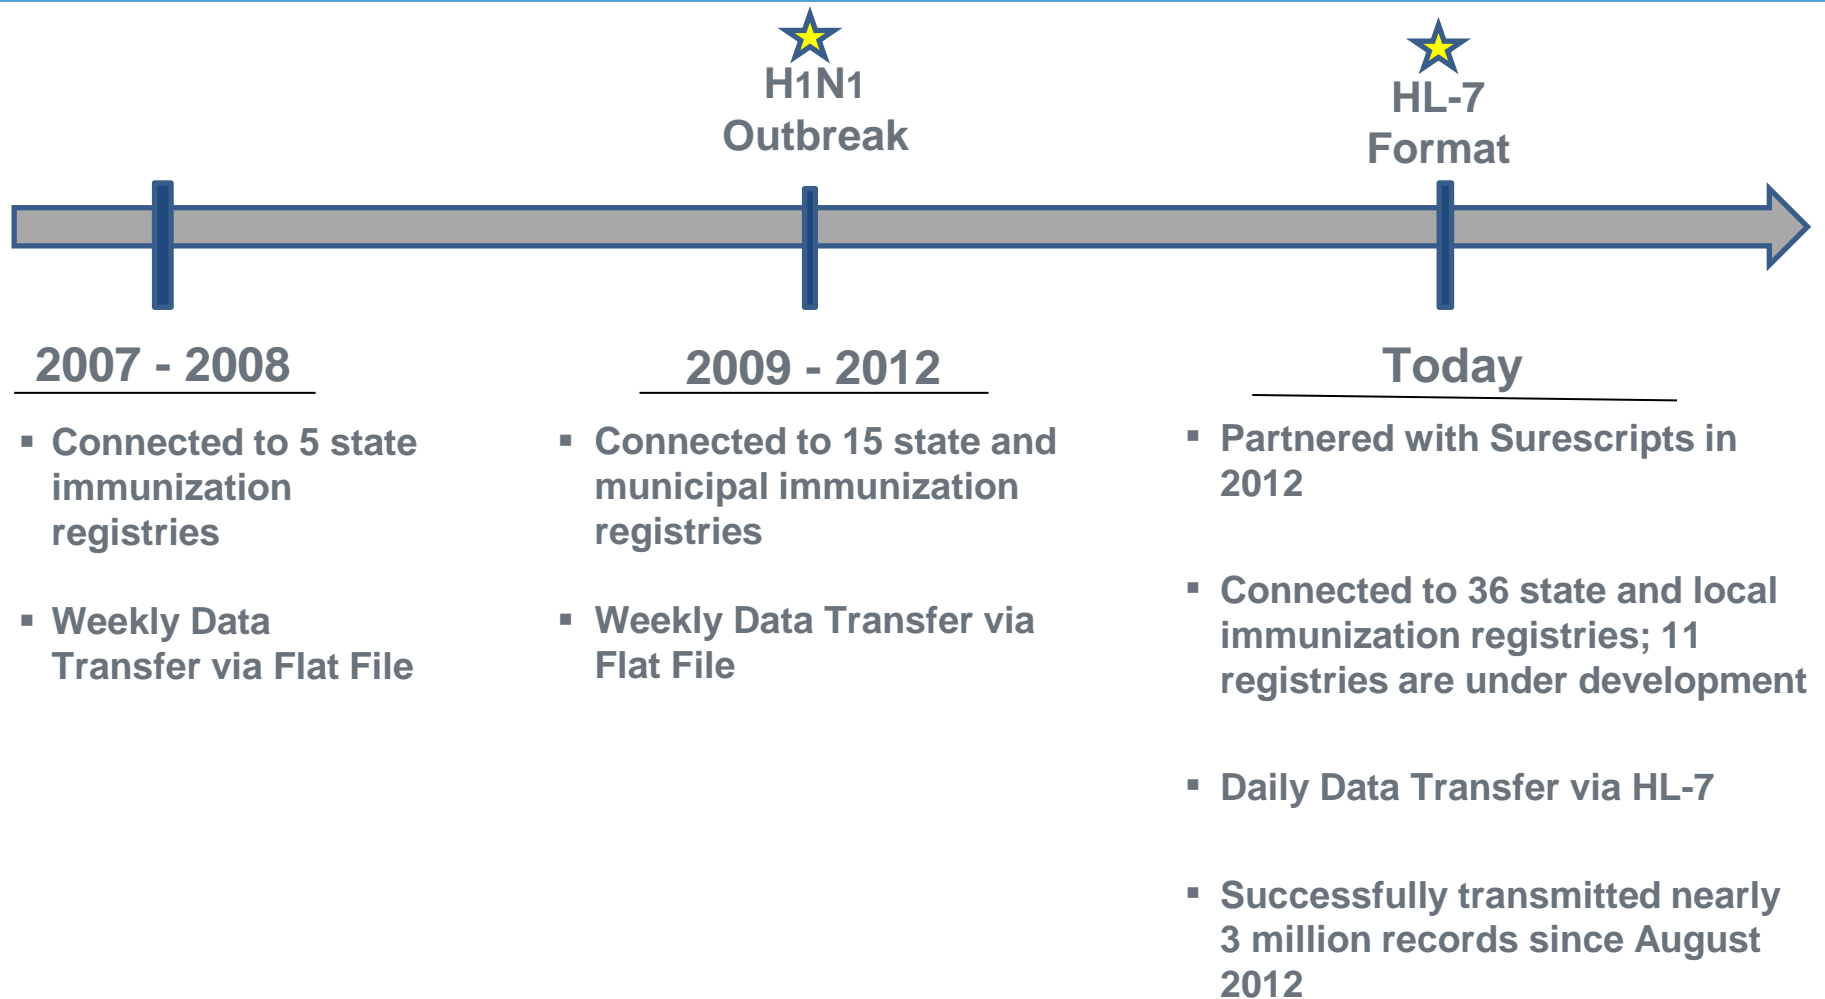 H1N1
Outbreak
HL-7
Format
2007 - 2008
▪ Connected to 5 state
immunization
registries
▪ Weekly Data
Transfer via Flat File
2009 - 2012
▪ Connected to 15 state and
municipal immunization
registries
▪ Weekly Data Transfer via
Flat File
Today
▪ Partnered with Surescripts in
2012
▪ Connected to 36 state and local
immunization registries; 11
registries are under development
▪ Daily Data Transfer via HL-7
▪ Successfully transmitted nearly
3 million records since August
2012